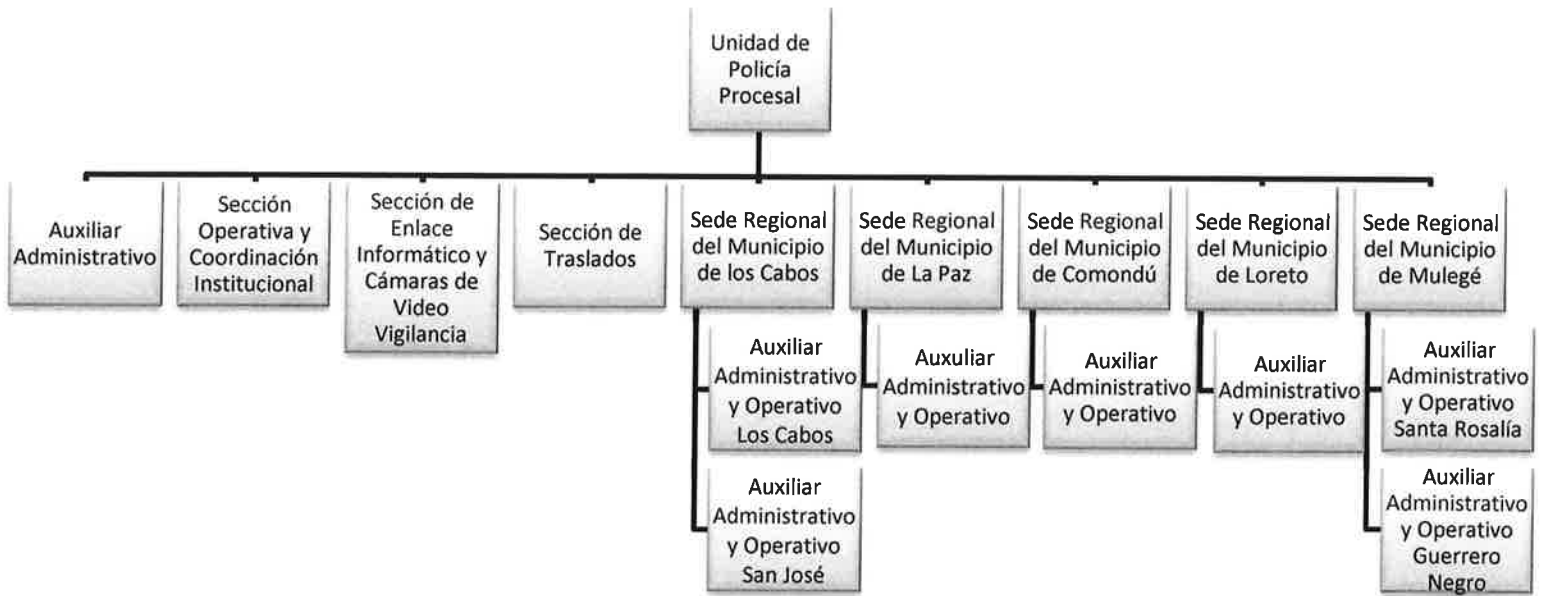 Unidad de
Policía
Procesal
Auxiliar
Administrativo
Sección
Operativa y
Coordinación
Institucional
Sección de
Enlace
Informático y
Cámaras de
Video
Vigilancia
Sección de
Traslados
Sede Regional
del Municipio
de los Cabos
Sede Regional
del Municipio
de La Paz
Sede Regional
del Municipio
de Comondú
Sede Regional
del Municipio
de Loreto
Sede Regional
del Municipio
de Mulegé
Auxiliar
Administrativo
y Operativo
Los Cabos
Auxiliar
Administrativo
y Operativo
San José
Auxuliar
Administrativo
y Operativo
Auxiliar
Administrativo
y Operativo
Auxiliar
Administrativo
y Operativo
Auxiliar
Administrativo
y Operativo
Santa Rosalía
Auxiliar
Administrativo
y Operativo
Guerrero
Negro